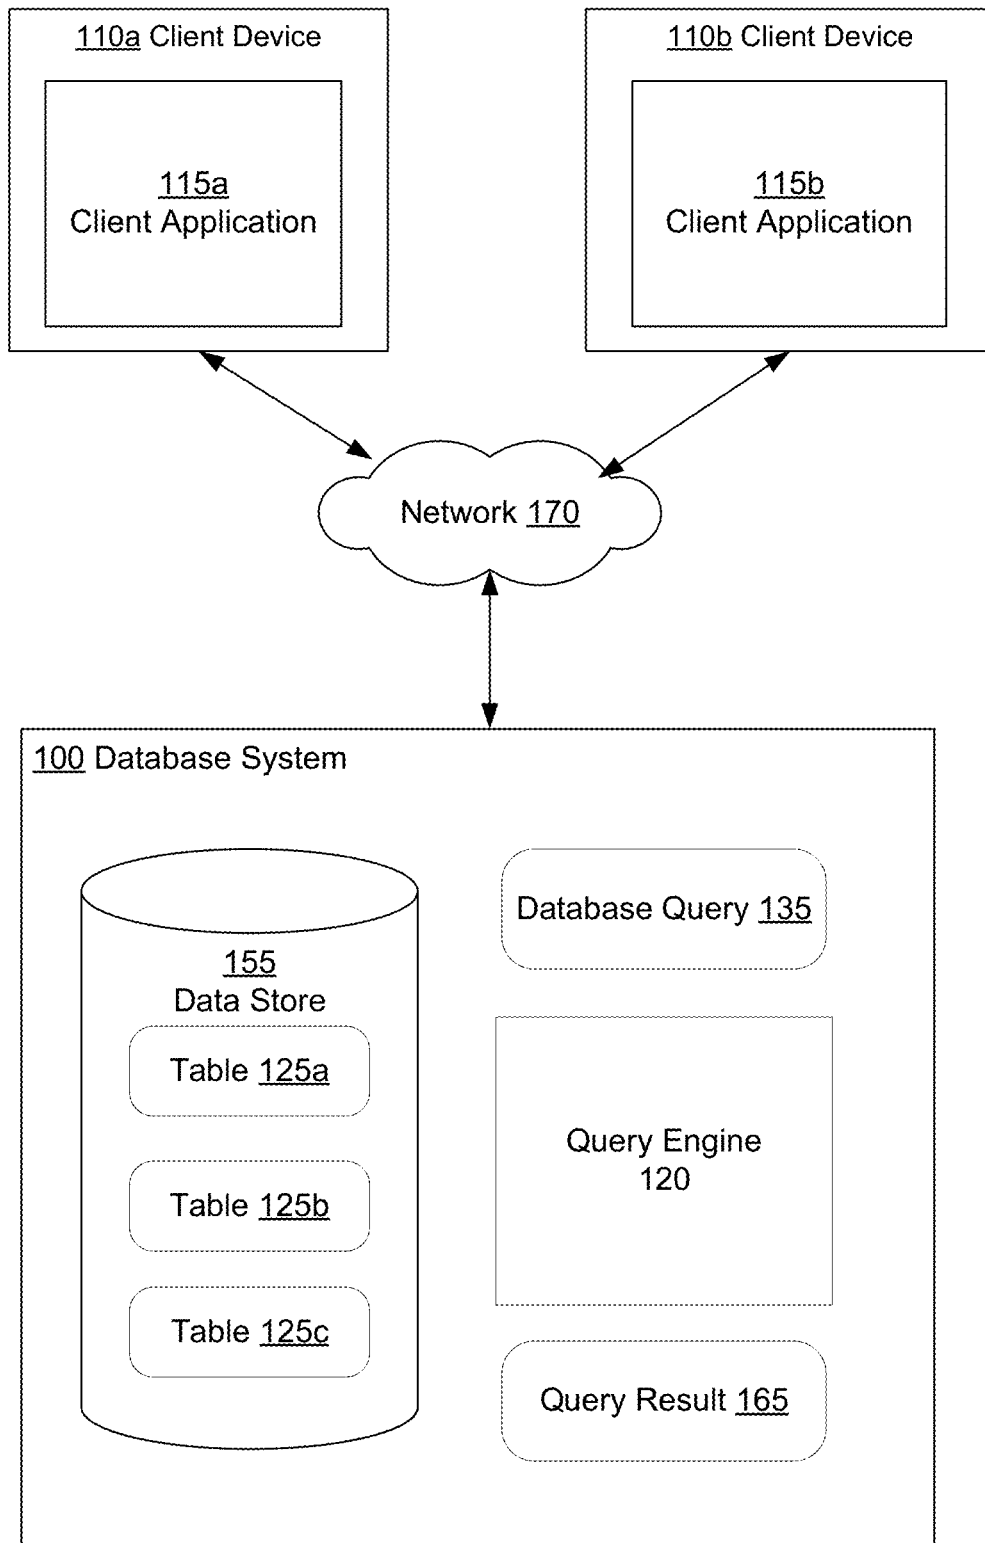 110a Client Device
115a
Client Application
110b Client Device
115b
Client Application
Network 170
100 Database System
155
Data Store
Table 125a
Table 125b
Table 125c
Database Query 135
Query Engine
120
Query Result 165